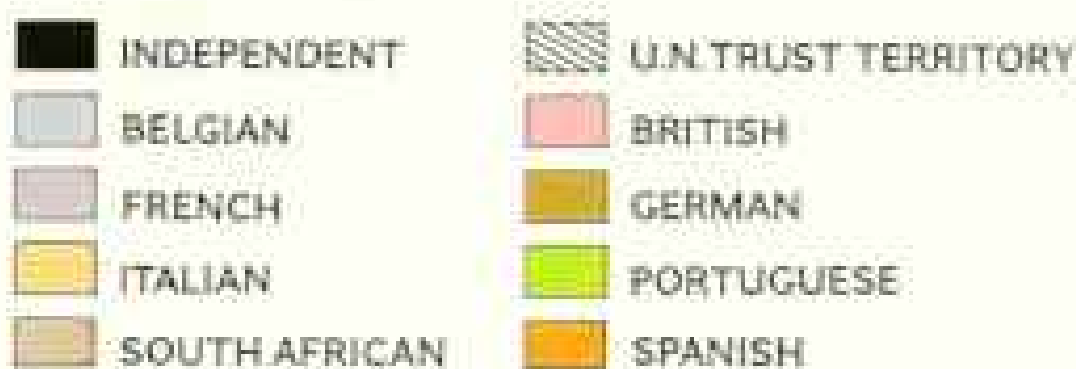 INDEPENDENT
U.N. TRUST TERRITORY
BELGIAN
BRITISH
FRENCH
GERMAN
ITALIAN
PORTUGUESE
SOUTH AFRICAN
SPANISH